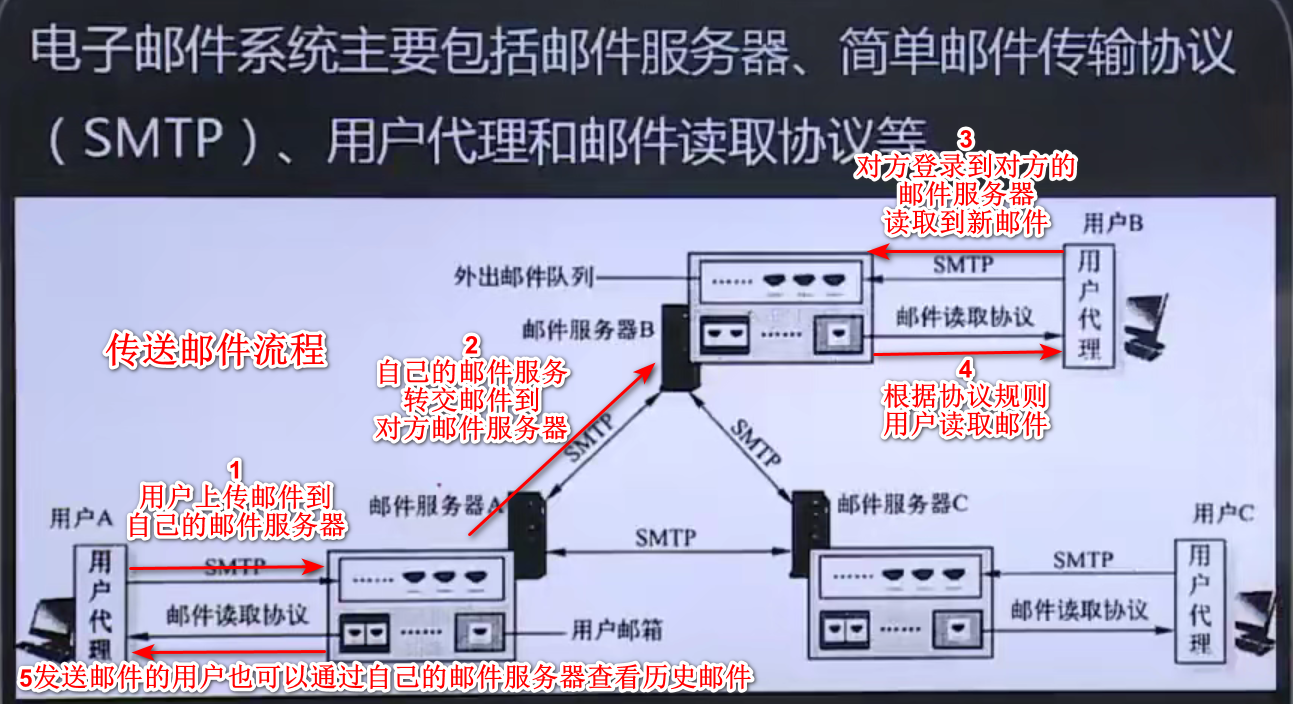 电子邮件系统主要包括邮件服务器、简单邮件传输协议
（SMTP）、用户代理和邮件读取协议等
3
对方登录到对方的
邮件服务器
读取到新邮件
用户B
外出邮件队列
SMTP
用户代理
邮件服务器B
邮件读取协议
传送邮件流程
2
自己的邮件服务
转交邮件到
对方邮件服务器
4
根据协议规则
用户读取邮件
SMTP
SMTP
1
用户上传邮件到
自己的邮件服务器
用户A
邮件服务器A
邮件服务器C
用户C
SMTP
用户代理
SMTP
邮件读取协议
用户邮箱
SMTP
邮件读取协议
用户代理
5发送邮件的用户也可以通过自己的邮件服务器查看历史邮件